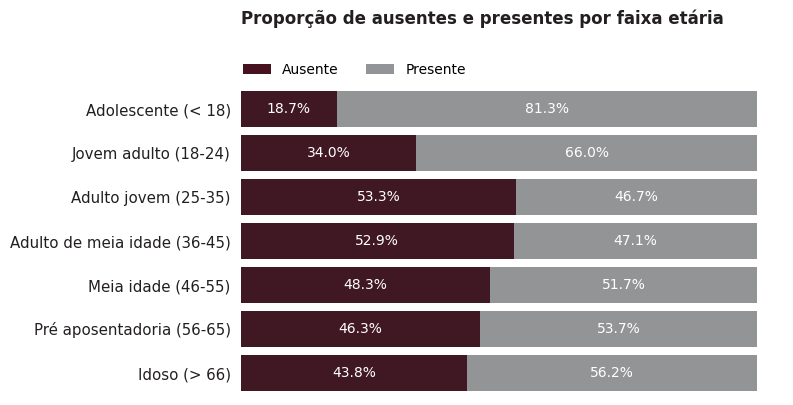 Proporção de ausentes e presentes por faixa etária
Ausente Presente
Adolescente (< 18) 18.7% 81.3%
Jovem adulto (18-24) 34.0% 66.0%
Adulto jovem (25-35) 53.3% 46.7%
Adulto de meia idade (36-45) 52.9% 47.1%
Meia idade (46-55) 48.3% 51.7%
Pré aposentadoria (56-65) 46.3% 53.7%
Idoso (> 66) 43.8% 56.2%